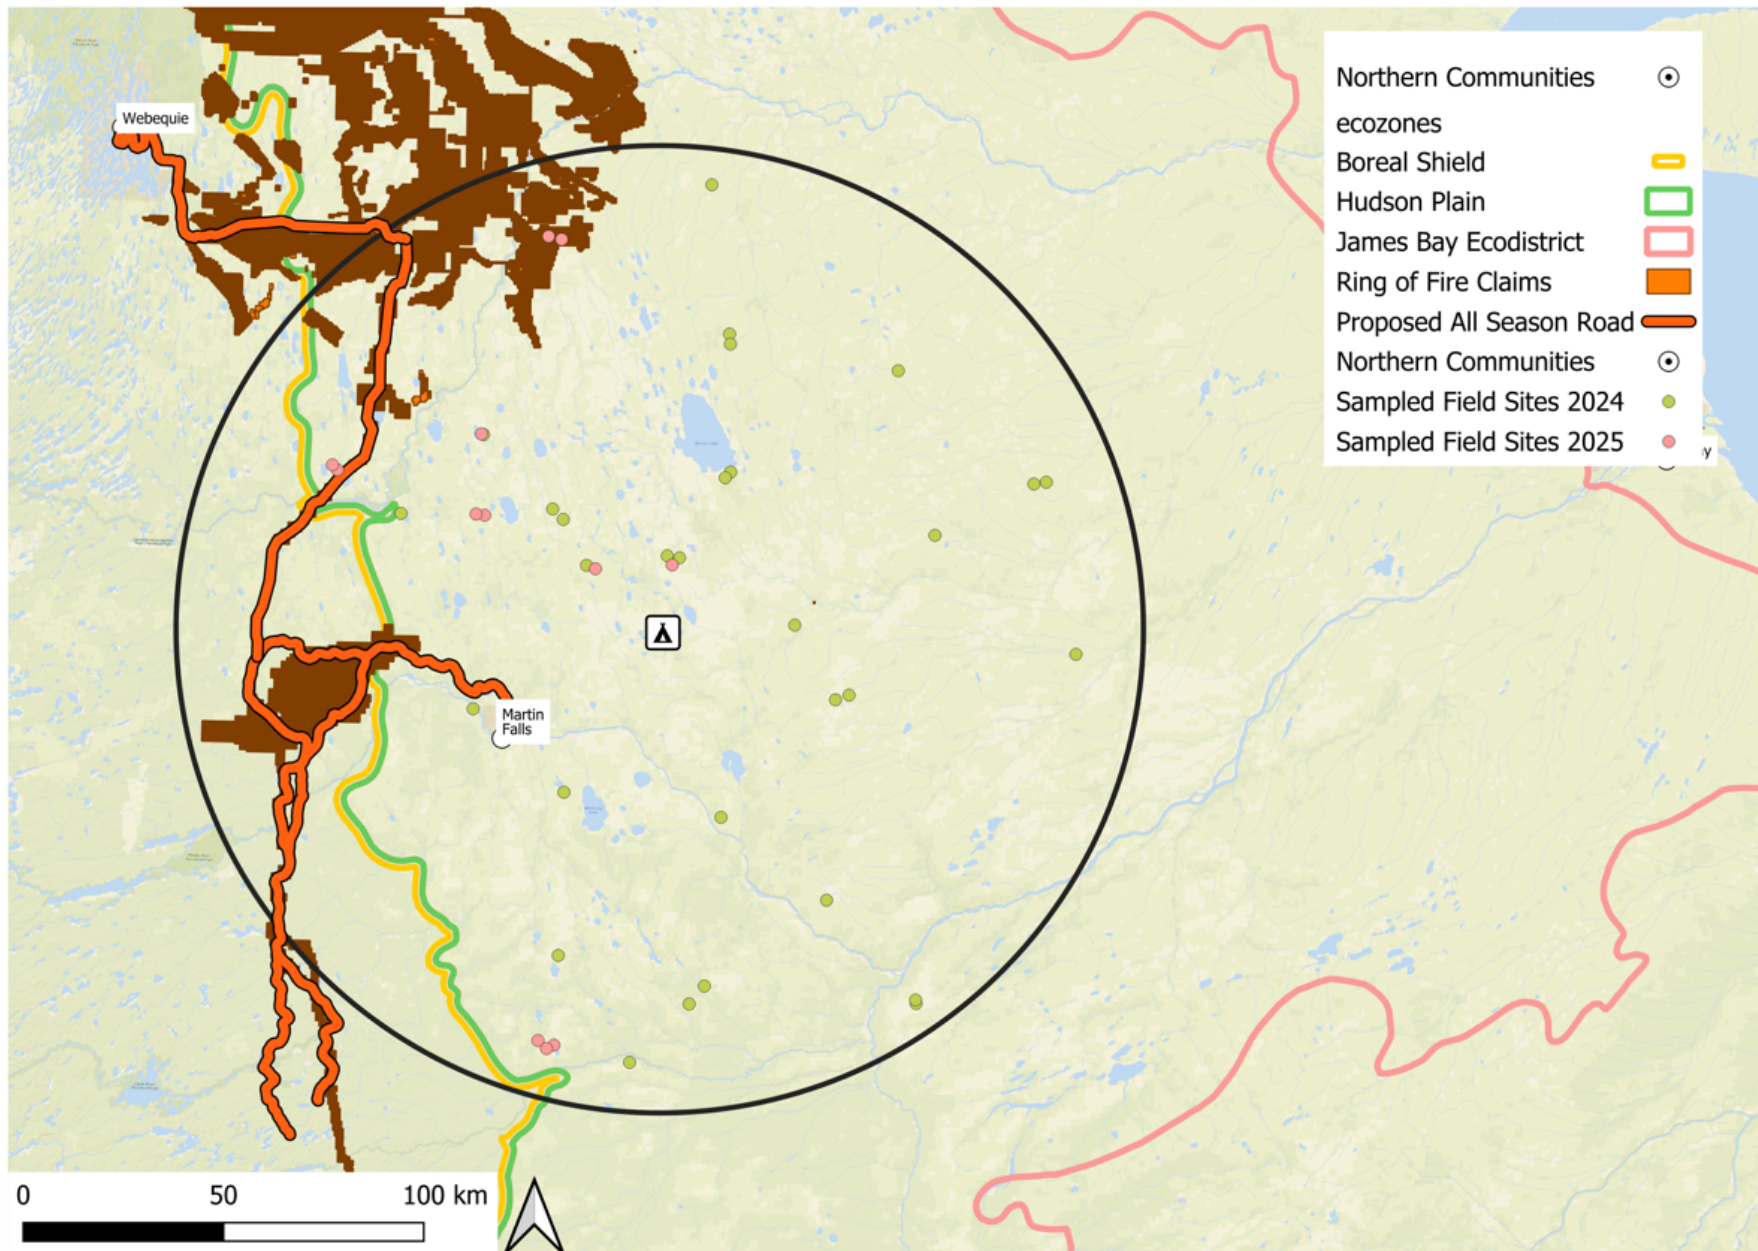 Webequie
Northern Communities
ecozones
Boreal Shield
Hudson Plain
James Bay Ecodistrict
Ring of Fire Claims
Proposed All Season Road
Northern Communities
Sampled Field Sites 2024
Sampled Field Sites 2025
Martin
Falls
0 50 100 km